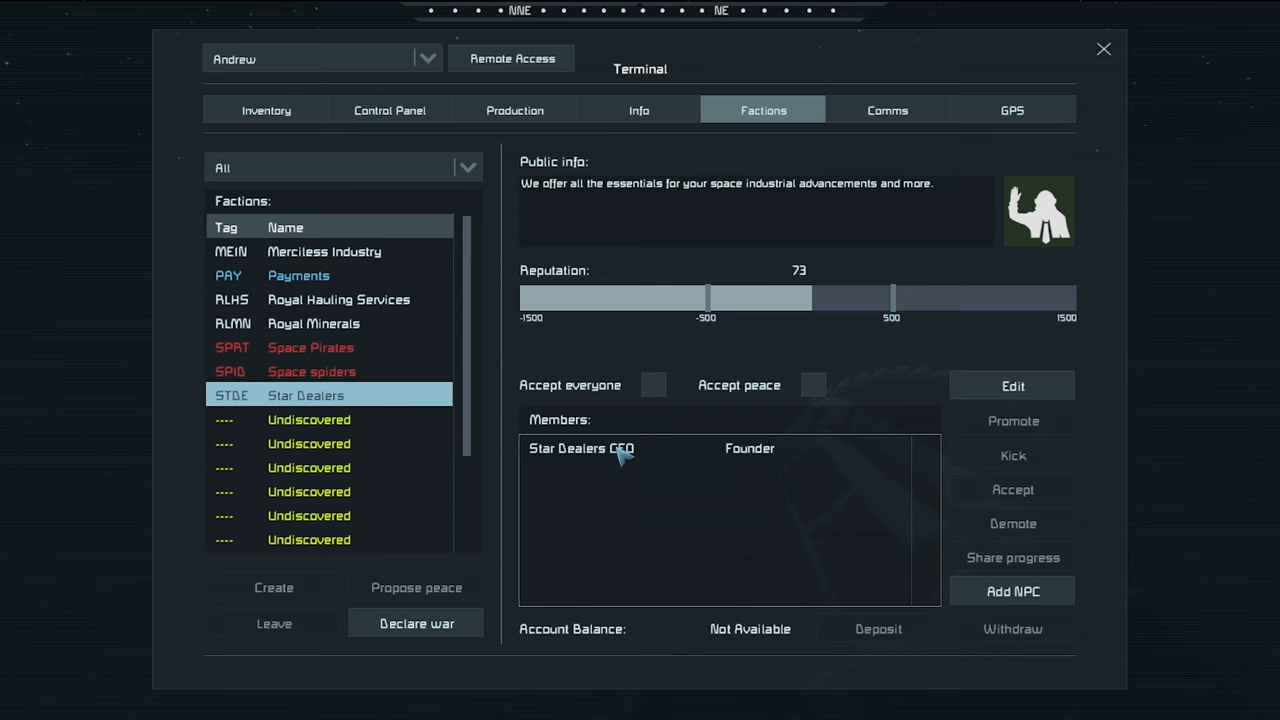 NNE NE
Andrew
Remote Access
Terminal
Inventory Control Panel Production Info Factions Comms GPS
All
Factions:
Tag Name
MEIN Merciless Industry
PAY Payments
RLHS Royal Hauling Services
RLMN Royal Minerals
SPRT Space Pirates
SPID Space spiders
STDE Star Dealers
---- Undiscovered
---- Undiscovered
---- Undiscovered
---- Undiscovered
---- Undiscovered
---- Undiscovered
Create Propose peace
Leave Declare war
Public info:
We offer all the essentials for your space industrial advancements and more.
Reputation: 73
-1500 -500 500 1500
Accept everyone Accept peace
Edit
Members:
Star Dealers CEO Founder
Promote
Kick
Accept
Demote
Share progress
Add NPC
Account Balance: Not Available Deposit Withdraw